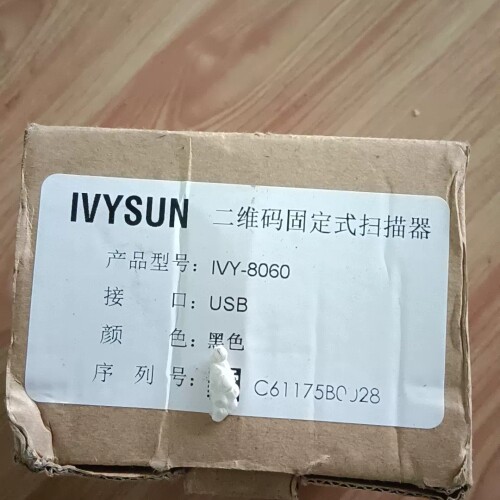 IVYSUN 二维码固定式扫描器
产品型号: IVY-8060
接 口: USB
颜 色: 黑色
序 列 号: C61175B0028